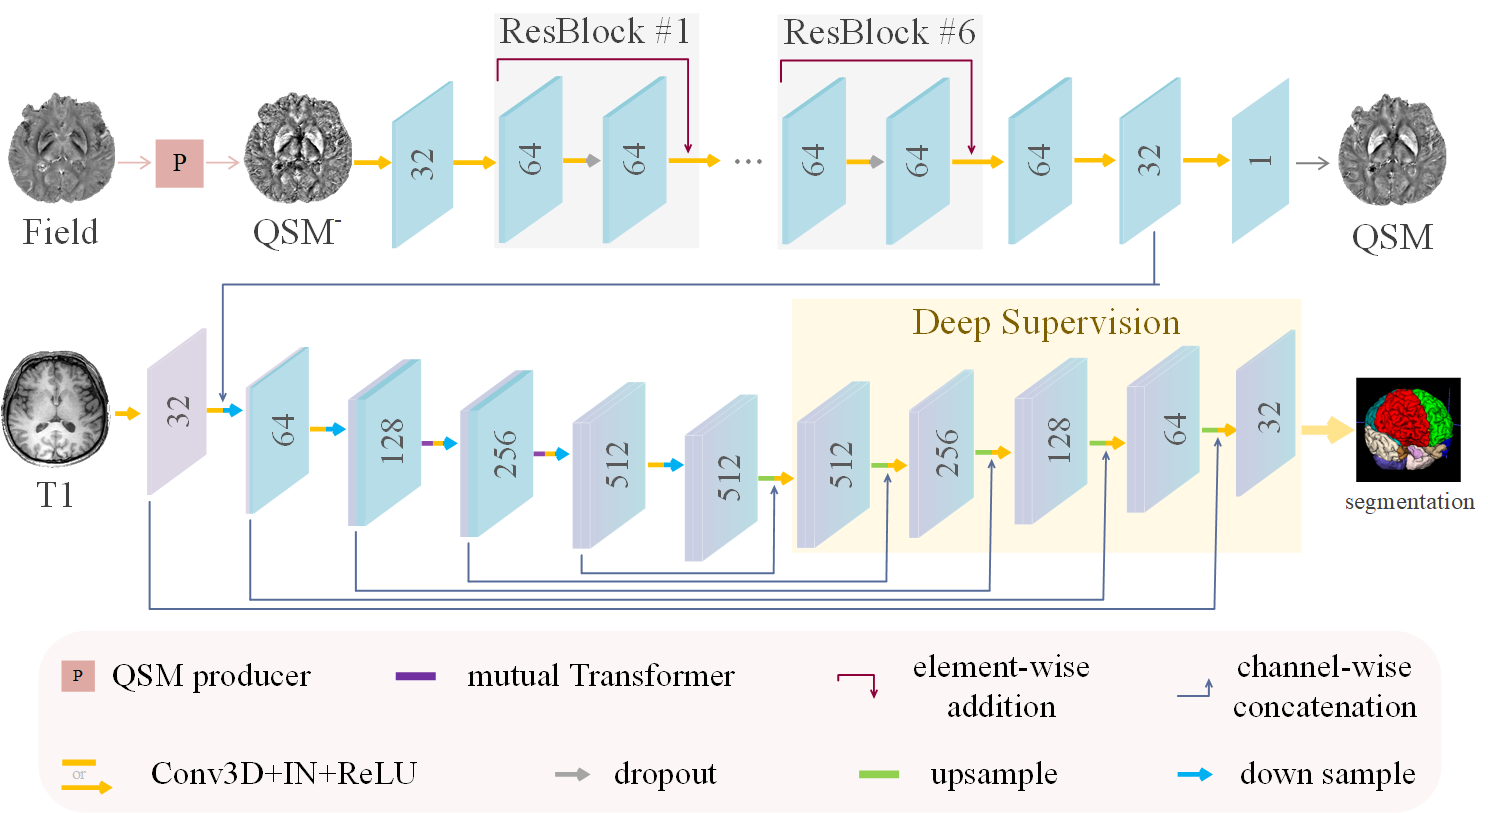 ResBlock #1
ResBlock #6
P
32
64
64
...
64
64
64
32
1
Field
QSM⁻
QSM
Deep Supervision
32
64
128
256
512
512
512
256
128
64
32
T1
segmentation
P
QSM producer
mutual Transformer
element-wise
addition
channel-wise
concatenation
or
Conv3D+IN+ReLU
dropout
upsample
down sample